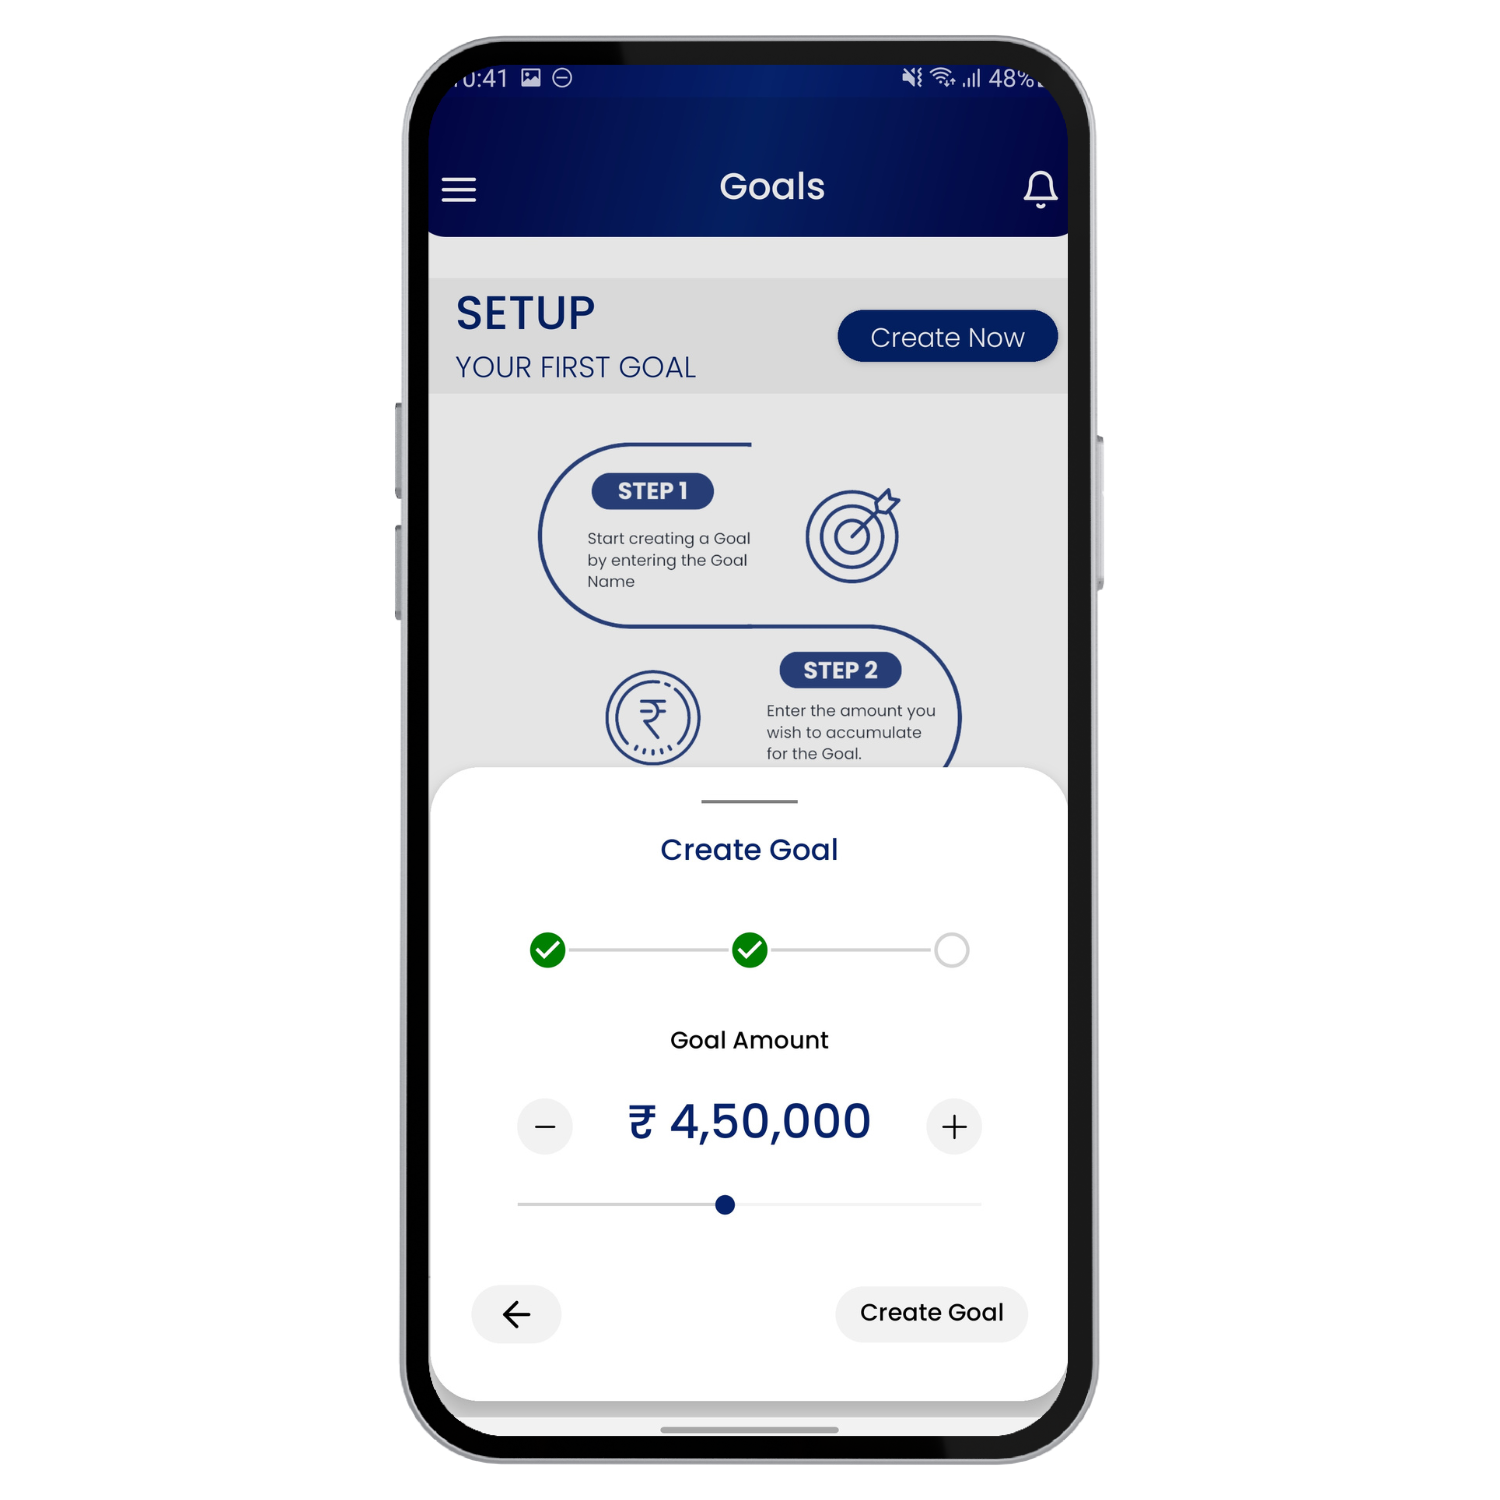 0:41 48%
Goals
SETUP
YOUR FIRST GOAL
Create Now
STEP 1
Start creating a Goal
by entering the Goal
Name
STEP 2
Enter the amount you
wish to accumulate
for the Goal.
Create Goal
Goal Amount
₹ 4,50,000
Create Goal